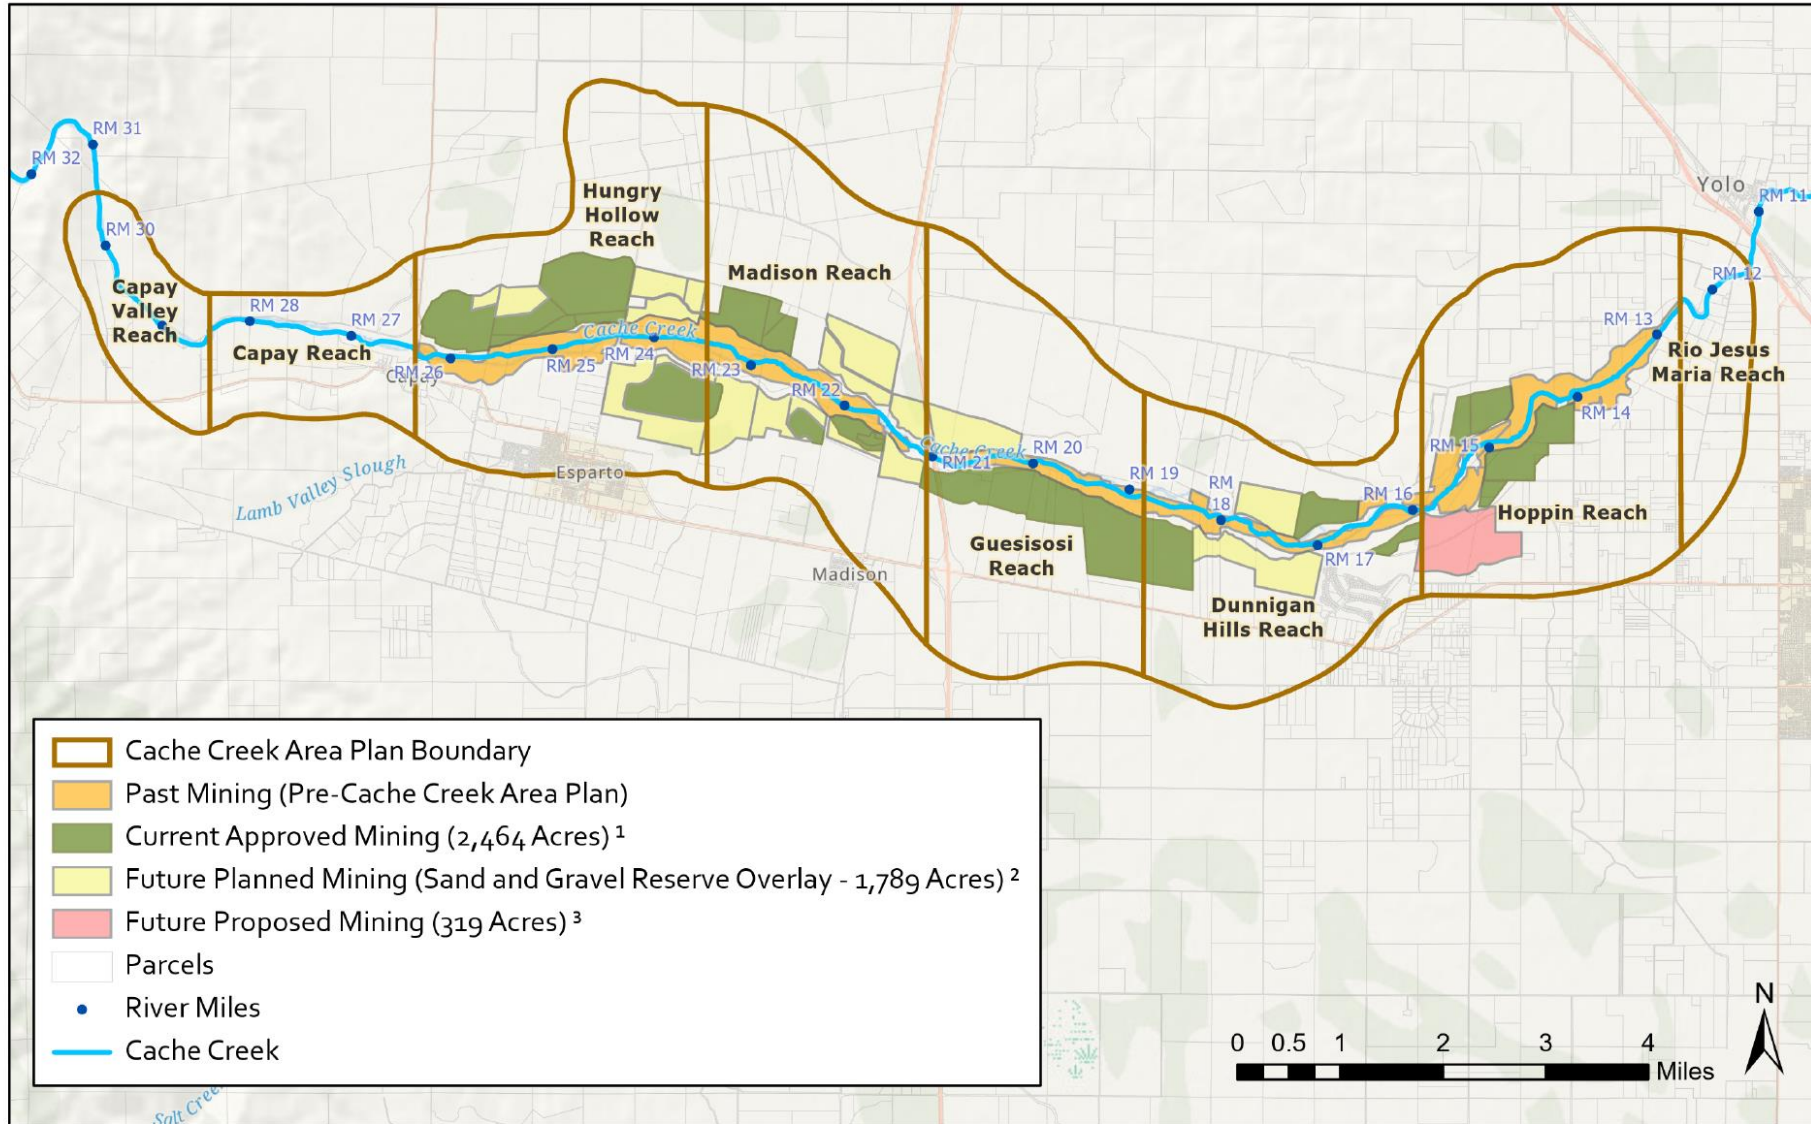 RM 31
RM 32
RM 30
Capay
Valley
Reach
RM 28
RM 27
Capay Reach
RM 26
Capay
Hungry
Hollow
Reach
Cache Creek
RM 25
RM 24
RM 23
Madison Reach
RM 22
Cache Creek
RM 21
RM 20
RM 19
RM
18
RM 17
RM 16
RM 15
RM 14
RM 13
RM 12
RM 11
Yolo
Rio Jesus
Maria Reach
Hoppin Reach
Guesisosi
Reach
Dunnigan
Hills Reach
Esparto
Madison
Lamb Valley Slough
Cache Creek Area Plan Boundary
Past Mining (Pre-Cache Creek Area Plan)
Current Approved Mining (2,464 Acres) ¹
Future Planned Mining (Sand and Gravel Reserve Overlay - 1,789 Acres) ²
Future Proposed Mining (319 Acres) ³
Parcels
River Miles
Cache Creek
N
0 0.5 1 2 3 4
Miles
Salt Cree